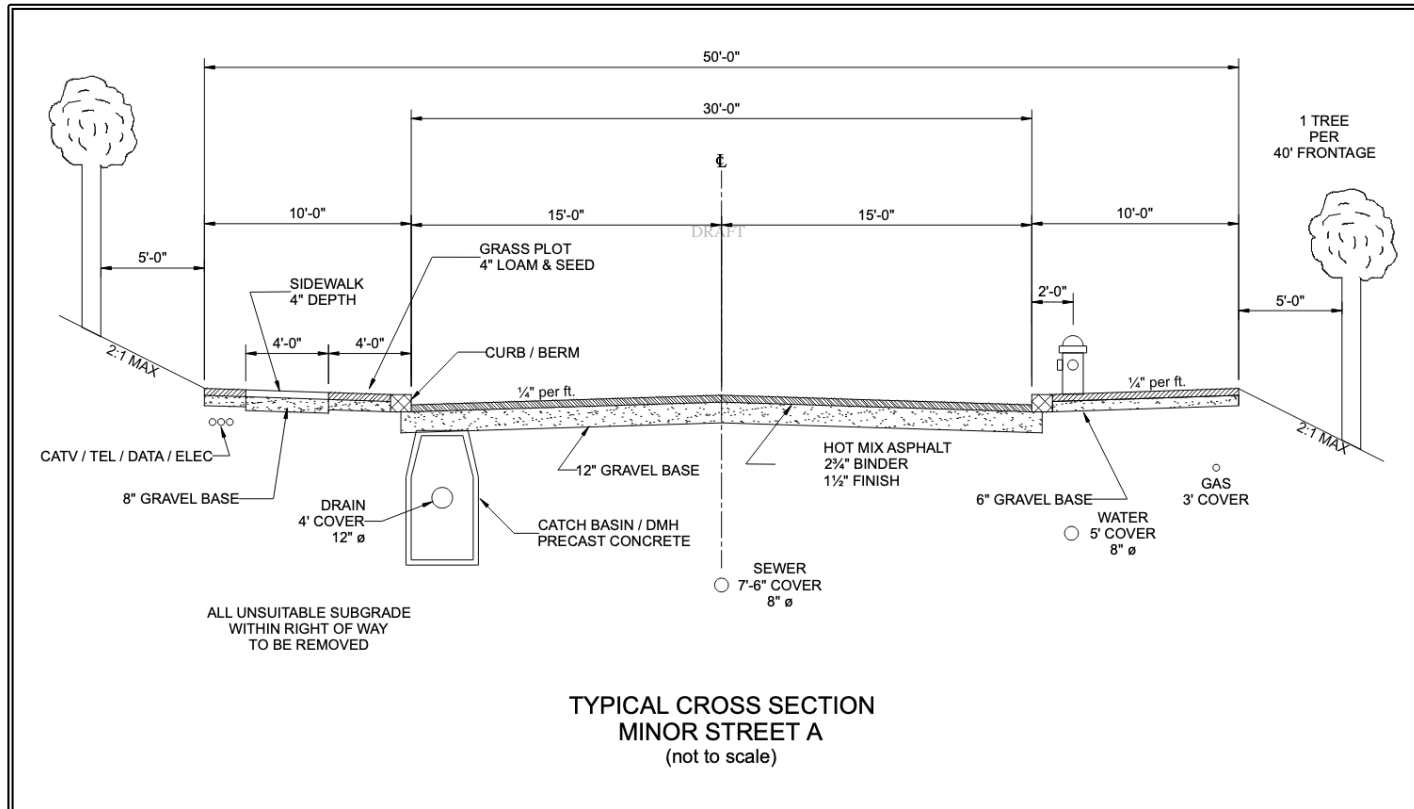 50'-0"
30'-0"
1 TREE
PER
40' FRONTAGE
℄
10'-0"
15'-0"
15'-0"
10'-0"
DRAFT
5'-0"
GRASS PLOT
4" LOAM & SEED
SIDEWALK
4" DEPTH
2'-0"
5'-0"
4'-0"
4'-0"
CURB / BERM
2:1 MAX
¼" per ft.
¼" per ft.
2:1 MAX
CATV / TEL / DATA / ELEC
8" GRAVEL BASE
DRAIN
4' COVER
12" ø
12" GRAVEL BASE
CATCH BASIN / DMH
PRECAST CONCRETE
HOT MIX ASPHALT
2¾" BINDER
1½" FINISH
6" GRAVEL BASE
GAS
3' COVER
WATER
5' COVER
8" ø
SEWER
7'-6" COVER
8" ø
ALL UNSUITABLE SUBGRADE
WITHIN RIGHT OF WAY
TO BE REMOVED
TYPICAL CROSS SECTION
MINOR STREET A
(not to scale)